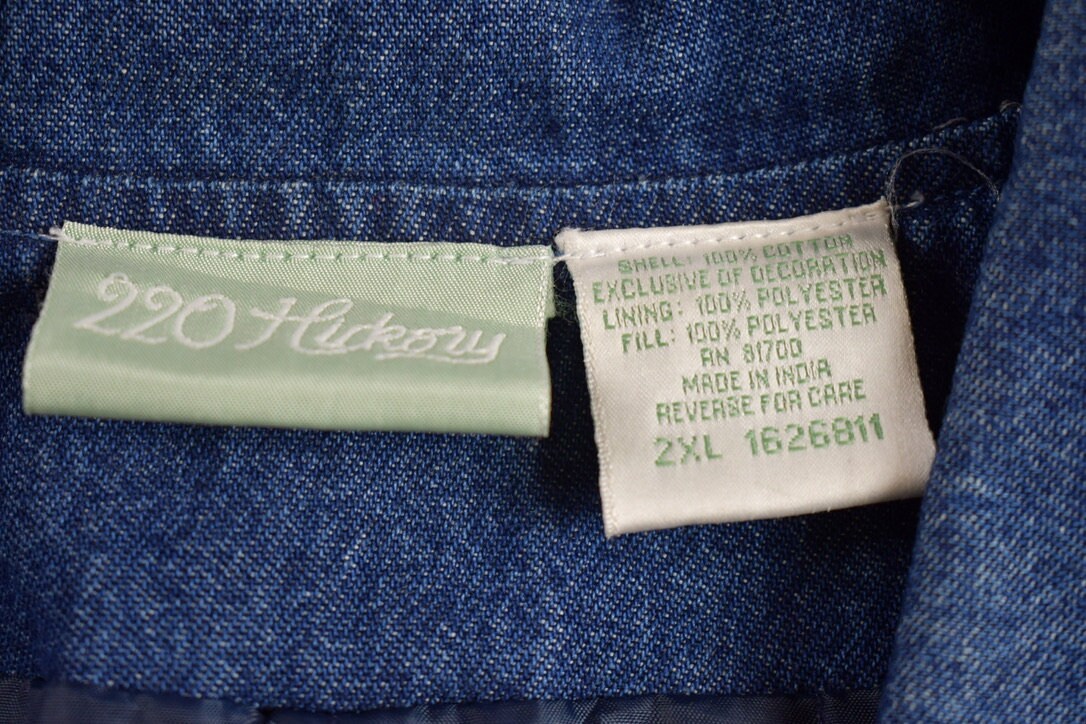 220 Hickory
SHELL: 100% COTTON
EXCLUSIVE OF DECORATION
LINING: 100% POLYESTER
FILL: 100% POLYESTER
RN 81700
MADE IN INDIA
REVERSE FOR CARE
2XL 1626811